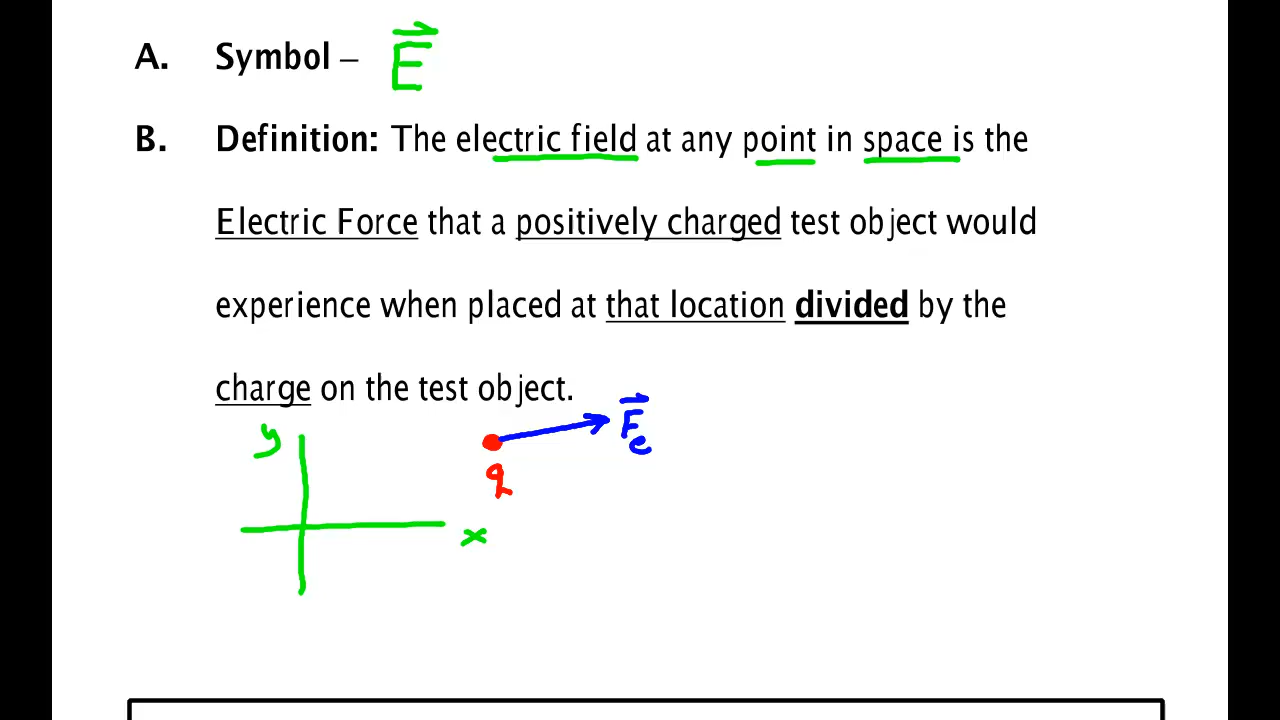 A. Symbol – E
B. Definition: The electric field at any point in space is the
Electric Force that a positively charged test object would
experience when placed at that location divided by the
charge on the test object.
y
Fe
q
x